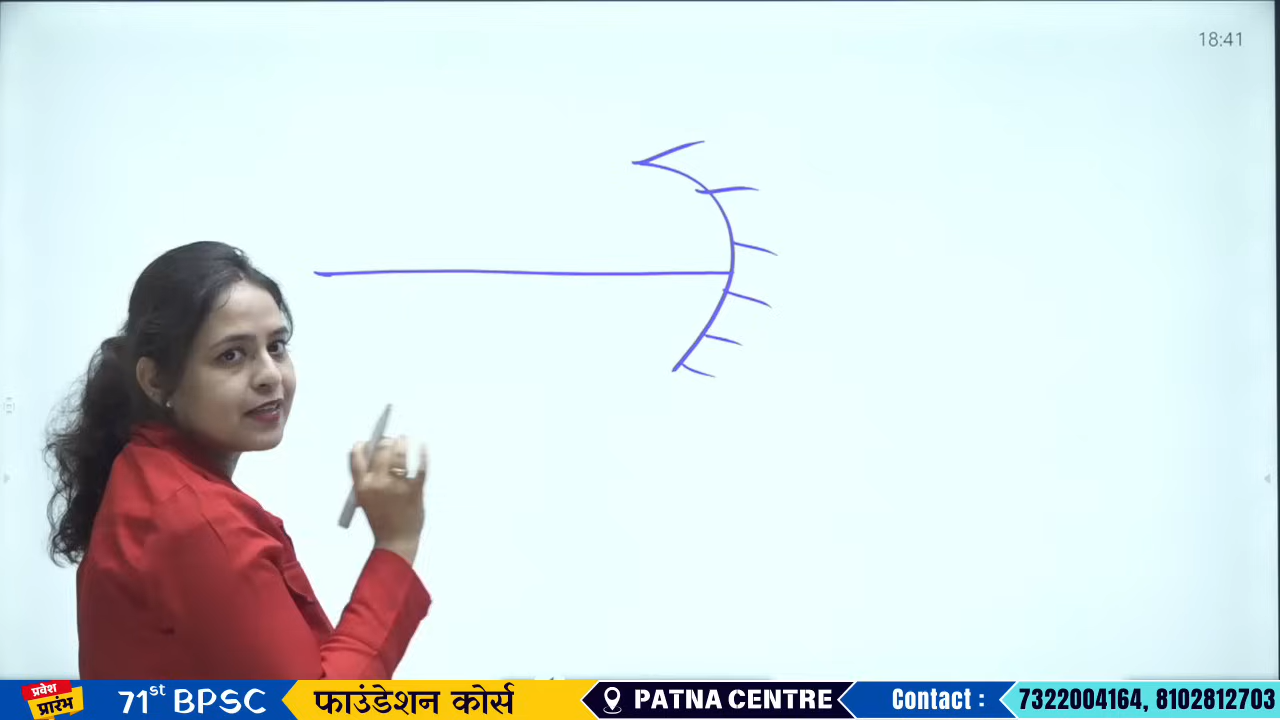 18:41
प्रवेश
प्रारंभ
71st BPSC
फाउंडेशन कोर्स
PATNA CENTRE
Contact :
7322004164, 8102812703